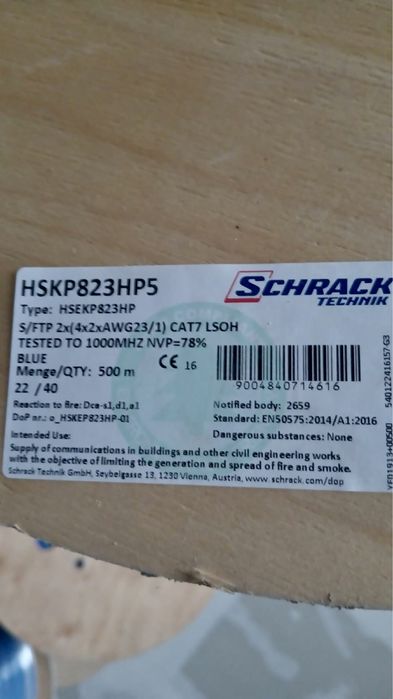 HSKP823HP5
SCHRACK
TECHNIK
Type: HSEKP823HP
S/FTP 2x(4x2xAWG23/1) CAT7 LSOH
TESTED TO 1000MHZ NVP=78%
BLUE
CE 16
Menge/QTY: 500 m
22 / 40
9004840714616
Reaction to fire: Dca-s1,d1,a1
Notified body: 2659
DoP nr.: o_HSKP823HP-01
Standard: EN50575:2014/A1:2016
Intended Use:
Dangerous substances: None
Supply of communications in buildings and other civil engineering works
with the objective of limiting the generation and spread of fire and smoke.
Schrack Technik GmbH, Seybelgasse 13, 1230 Vienna, Austria, www.schrack.com/dop